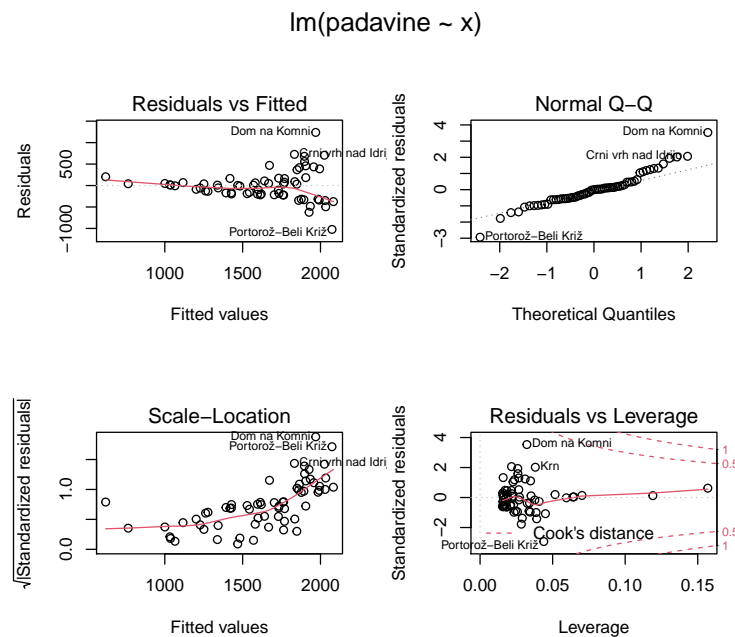 lm(padavine ~ x)
Residuals vs Fitted
Residuals
−1000
500
Dom na Komni
Crni vrh nad Idrij
Portorož−Beli Križ
1000
1500
2000
Fitted values
Normal Q−Q
Standardized residuals
−3
0
2
4
Dom na Komni
Crni vrh nad Idrijo
Portorož−Beli Križ
−2
−1
0
1
2
Theoretical Quantiles
Scale−Location
√|Standardized residuals|
0.0
1.0
Dom na Komni
Portorož−Beli Križ
Crni vrh nad Idrij
1000
1500
2000
Fitted values
Residuals vs Leverage
Standardized residuals
−2
0
2
4
Dom na Komni
Krn
Portorož−Beli Križ
Cook's distance
1
0.5
0.5
1
0.00
0.05
0.10
0.15
Leverage